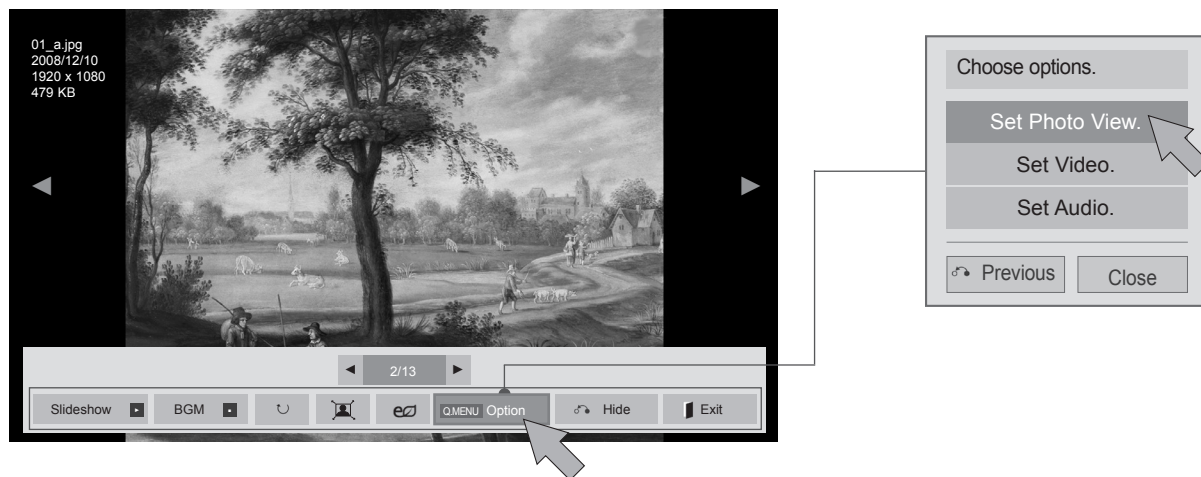 01_a.jpg
2008/12/10
1920 x 1080
479 KB
2/13
Slideshow
BGM
Q.MENU Option
Hide
Exit
Choose options.
Set Photo View.
Set Video.
Set Audio.
Previous
Close